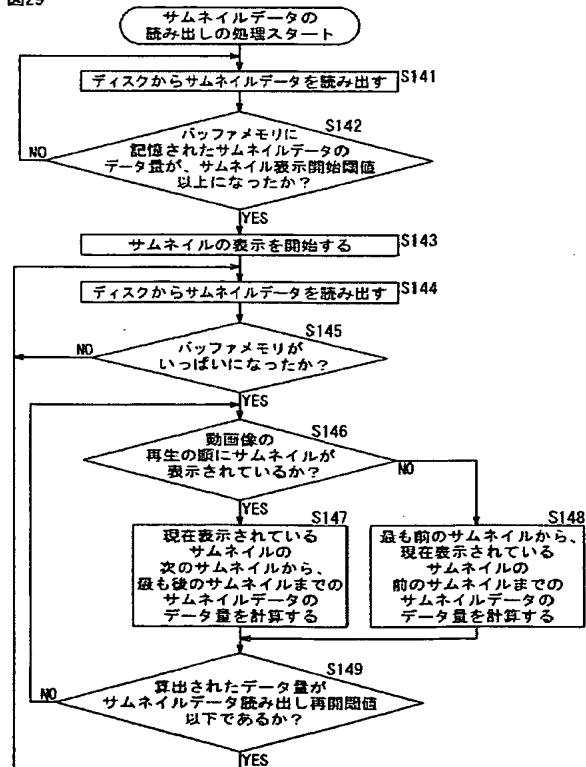 図29
サムネイルデータの
読み出しの処理スタート
ディスクからサムネイルデータを読み出す
S141
S142
バッファメモリに
記憶されたサムネイルデータの
データ量が、サムネイル表示開始閾値
以上になったか？
NO
YES
サムネイルの表示を開始する
S143
ディスクからサムネイルデータを読み出す
S144
S145
バッファメモリが
いっぱいになったか？
NO
YES
S146
動画像の
再生の順にサムネイルが
表示されているか？
NO
YES
S147
現在表示されている
サムネイルの
次のサムネイルから、
最も後のサムネイルまでの
サムネイルデータの
データ量を計算する
S148
最も前のサムネイルから、
現在表示されている
サムネイルの
前のサムネイルまでの
サムネイルデータの
データ量を計算する
S149
算出されたデータ量が
サムネイルデータ読み出し再開閾値
以下であるか？
NO
YES